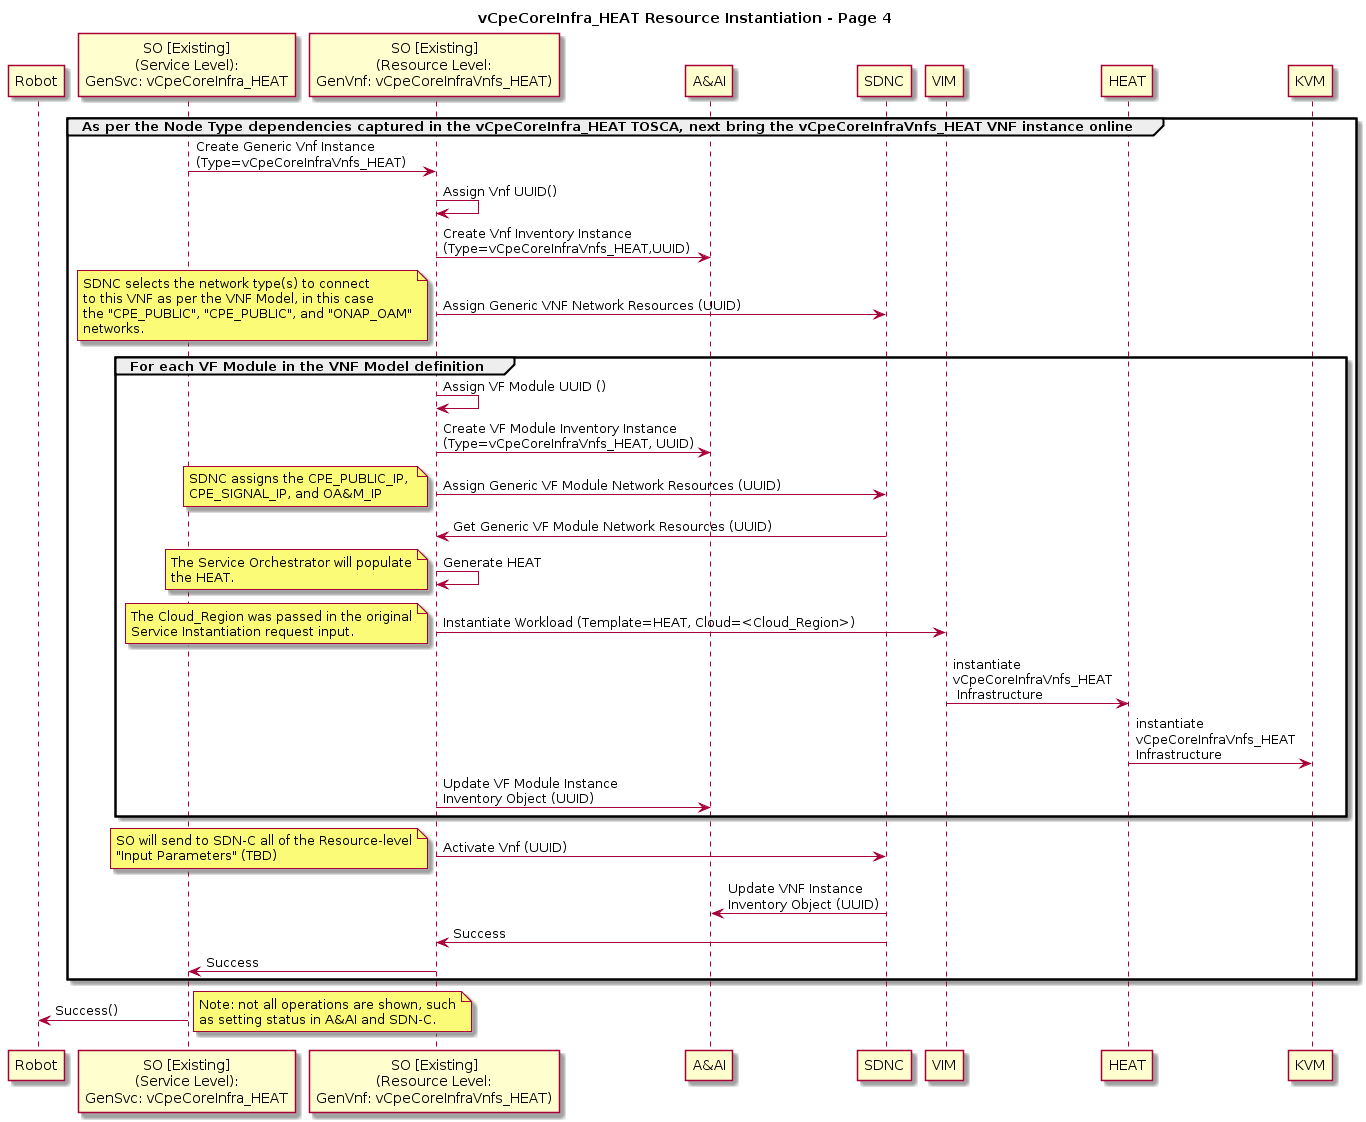 vCpeCoreInfra_HEAT Resource Instantiation - Page 4
Robot
SO [Existing]
(Service Level):
GenSvc: vCpeCoreInfra_HEAT
SO [Existing]
(Resource Level:
GenVnf: vCpeCoreInfraVnfs_HEAT)
A&AI
SDNC
VIM
HEAT
KVM
As per the Node Type dependencies captured in the vCpeCoreInfra_HEAT TOSCA, next bring the vCpeCoreInfraVnfs_HEAT VNF instance online
Create Generic Vnf Instance
(Type=vCpeCoreInfraVnfs_HEAT)
Assign Vnf UUID()
Create Vnf Inventory Instance
(Type=vCpeCoreInfraVnfs_HEAT,UUID)
SDNC selects the network type(s) to connect
to this VNF as per the VNF Model, in this case
the "CPE_PUBLIC", "CPE_PUBLIC", and "ONAP_OAM"
networks.
Assign Generic VNF Network Resources (UUID)
For each VF Module in the VNF Model definition
Assign VF Module UUID ()
Create VF Module Inventory Instance
(Type=vCpeCoreInfraVnfs_HEAT, UUID)
SDNC assigns the CPE_PUBLIC_IP,
CPE_SIGNAL_IP, and OA&M_IP
Assign Generic VF Module Network Resources (UUID)
Get Generic VF Module Network Resources (UUID)
The Service Orchestrator will populate
the HEAT.
Generate HEAT
The Cloud_Region was passed in the original
Service Instantiation request input.
Instantiate Workload (Template=HEAT, Cloud=<Cloud_Region>)
instantiate
vCpeCoreInfraVnfs_HEAT
Infrastructure
instantiate
vCpeCoreInfraVnfs_HEAT
Infrastructure
Update VF Module Instance
Inventory Object (UUID)
SO will send to SDN-C all of the Resource-level
"Input Parameters" (TBD)
Activate Vnf (UUID)
Update VNF Instance
Inventory Object (UUID)
Success
Success
Success()
Note: not all operations are shown, such
as setting status in A&AI and SDN-C.
Robot
SO [Existing]
(Service Level):
GenSvc: vCpeCoreInfra_HEAT
SO [Existing]
(Resource Level:
GenVnf: vCpeCoreInfraVnfs_HEAT)
A&AI
SDNC
VIM
HEAT
KVM